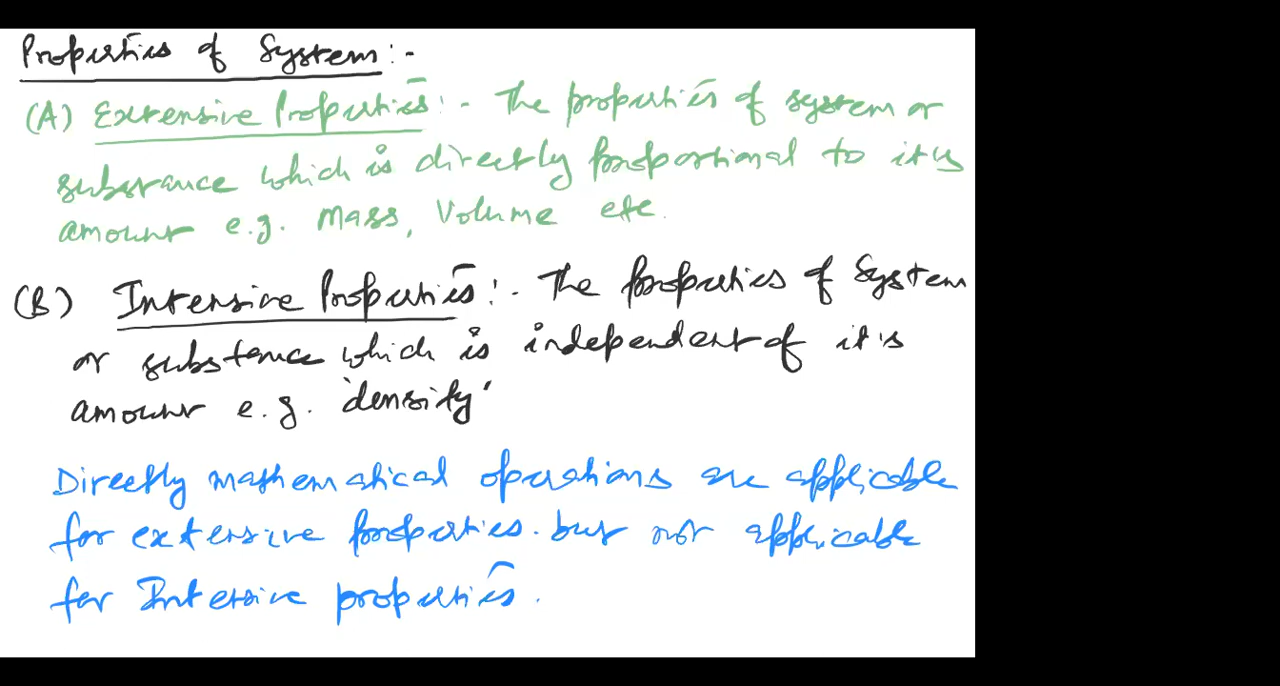 Properties of System :-
(A) Extensive Properties :- The properties of system or
substance which is directly proportional to it's
amount e.g. Mass, Volume etc.
(B) Intensive Properties :- The properties of System
or substance which is independent of it's
amount e.g. 'density'
Directly mathematical operations are applicable
for extensive properties. but not applicable
for Intensive properties.